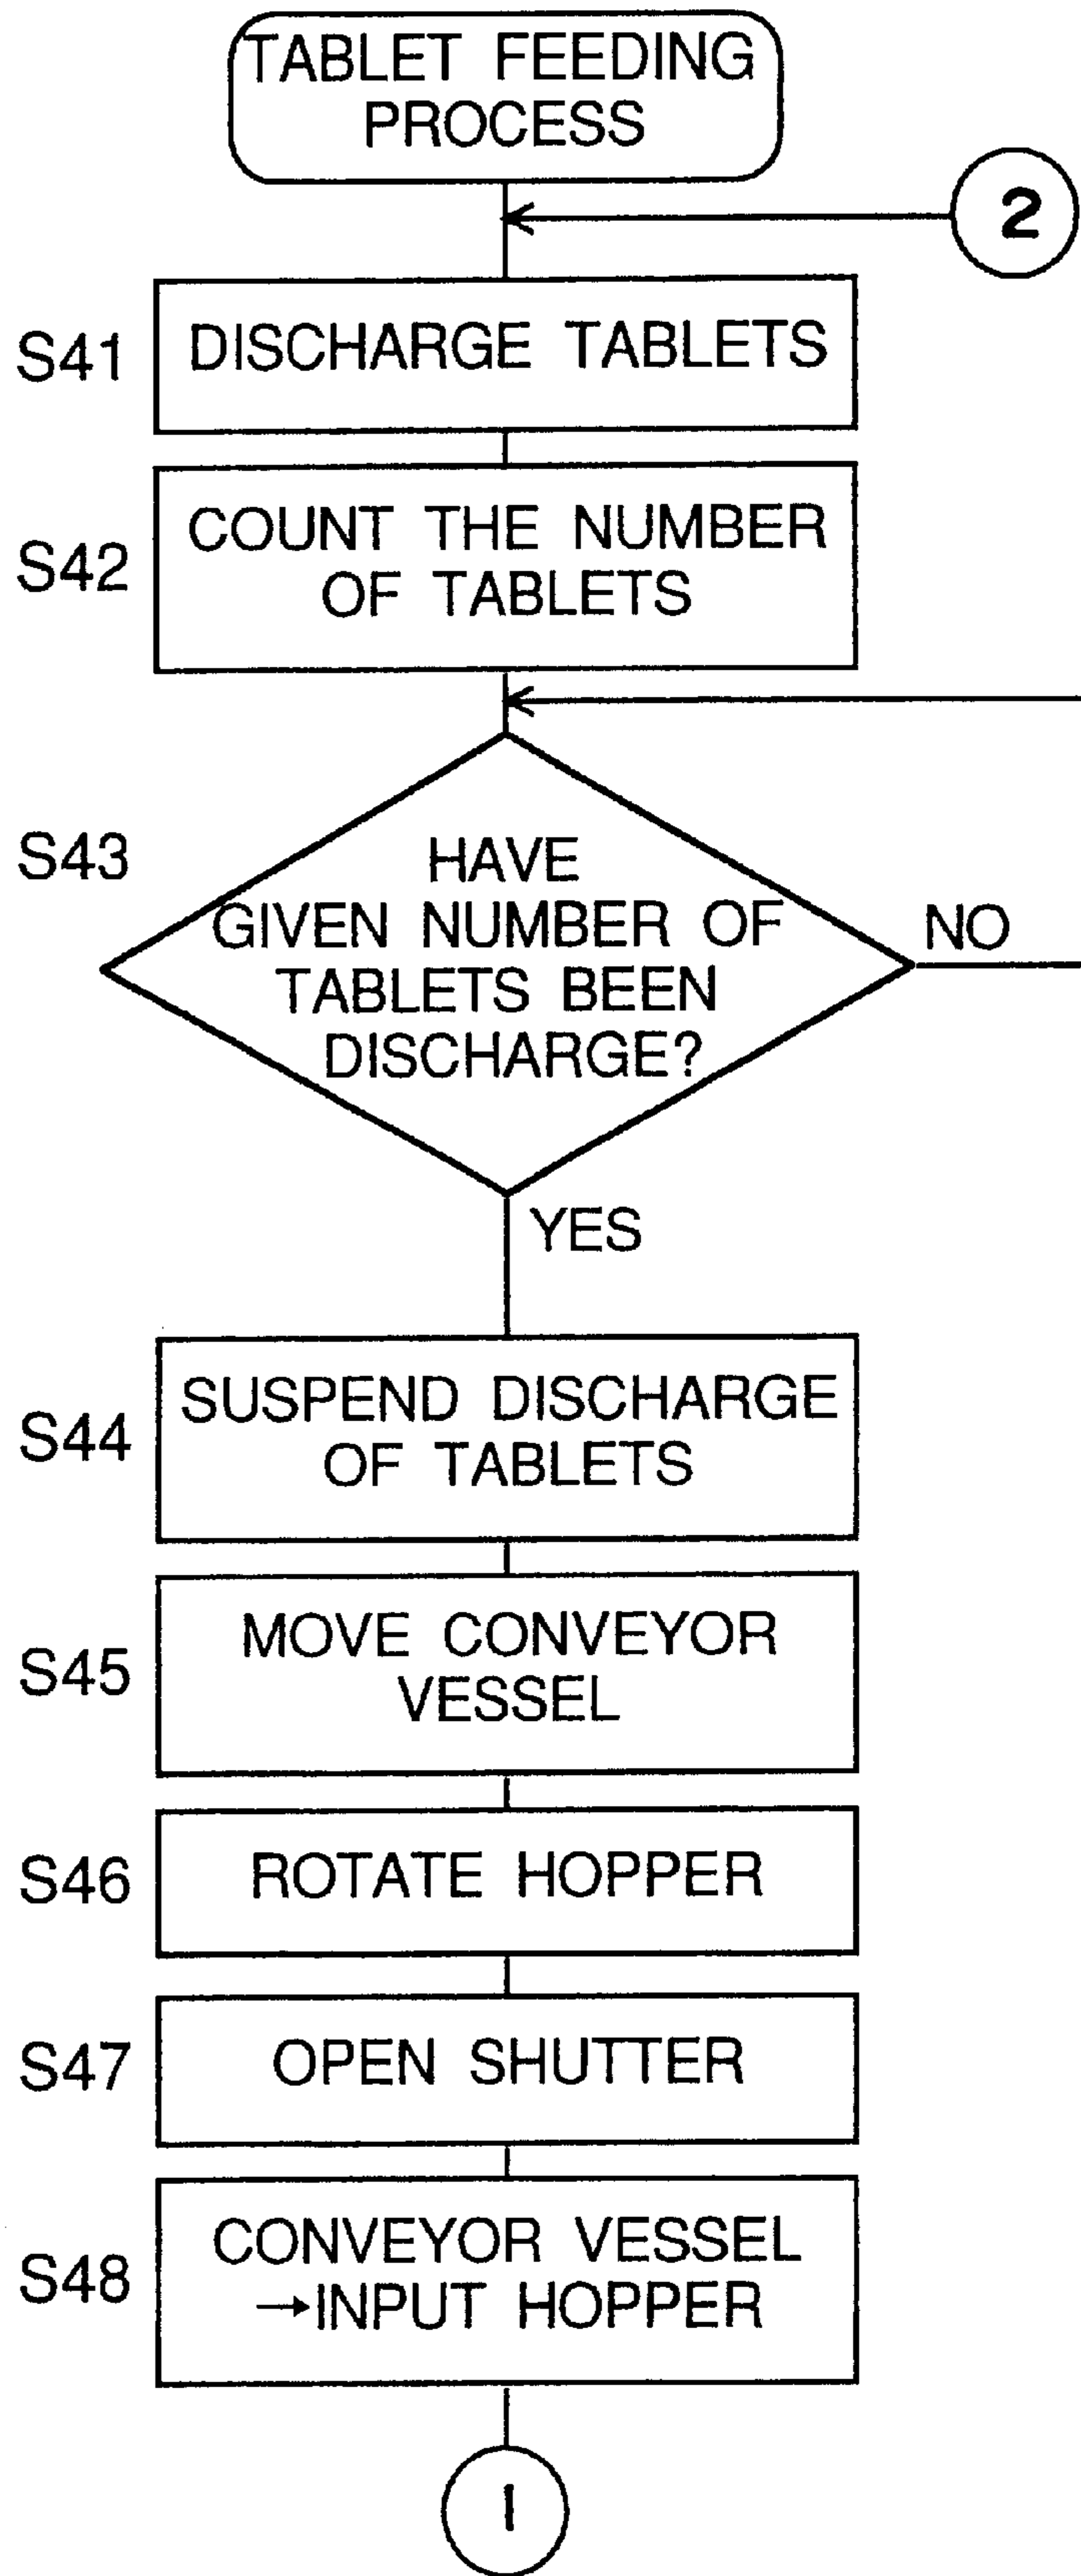 TABLET FEEDING
PROCESS
2
S41
DISCHARGE TABLETS
S42
COUNT THE NUMBER
OF TABLETS
S43
HAVE
GIVEN NUMBER OF
TABLETS BEEN
DISCHARGE?
NO
YES
S44
SUSPEND DISCHARGE
OF TABLETS
S45
MOVE CONVEYOR
VESSEL
S46
ROTATE HOPPER
S47
OPEN SHUTTER
S48
CONVEYOR VESSEL
→INPUT HOPPER
1